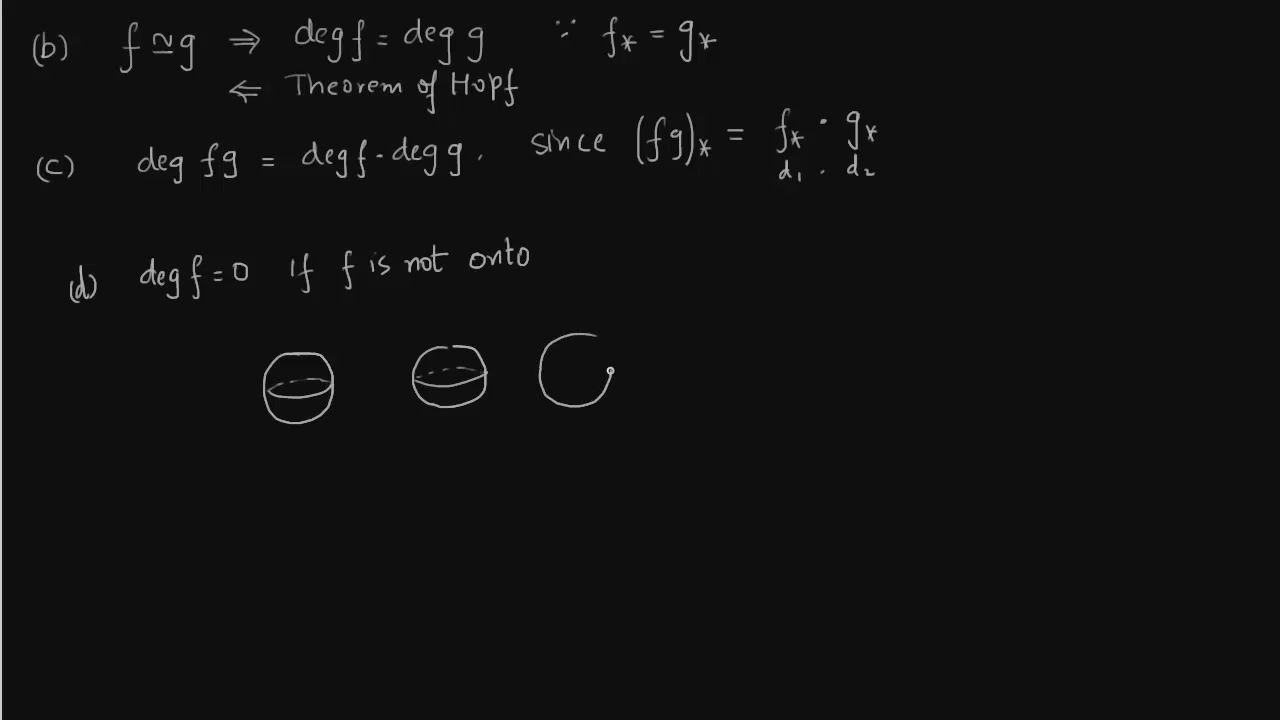 (b) f ≃ g ⇒ deg f = deg g ∵ f* = g*
⇐ Theorem of Hopf
(c) deg fg = deg f · deg g . since (fg)* = f* · g*
d₁ · d₂
(d) deg f = 0 If f is not onto